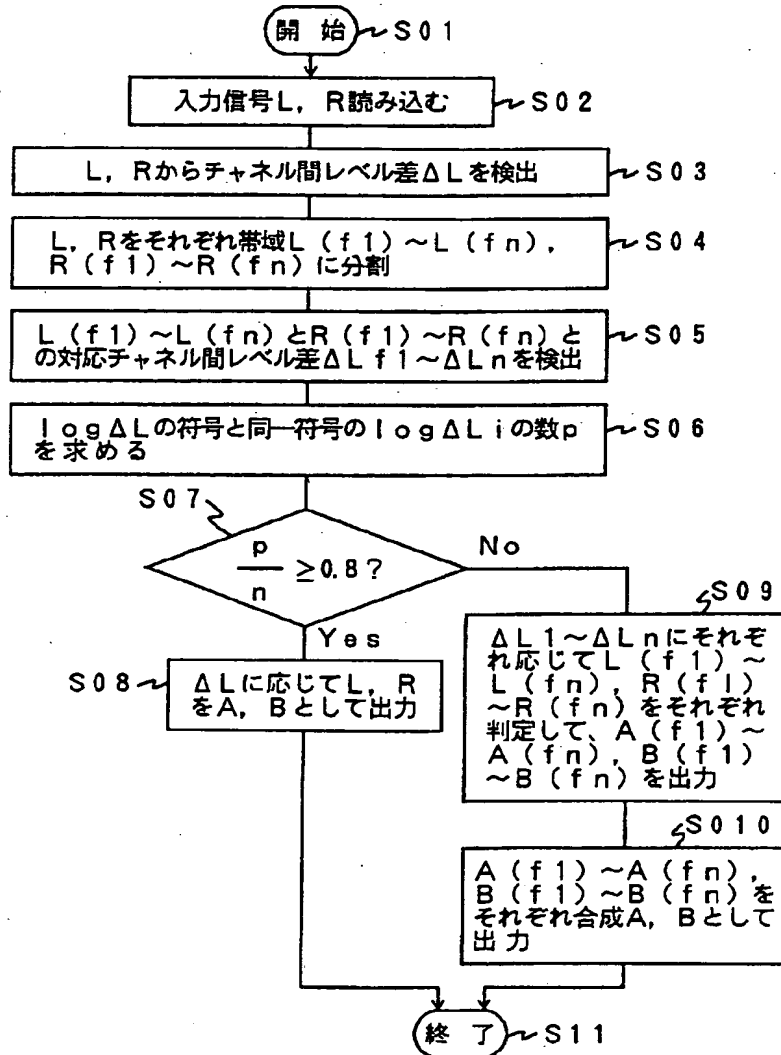 開 始 S01
入力信号L，R読み込む S02
L，Rからチャネル間レベル差ΔLを検出 S03
L，Rをそれぞれ帯域L（f1）～L（fn）， S04
R（f1）～R（fn）に分割
L（f1）～L（fn）とR（f1）～R（fn）と S05
の対応チャネル間レベル差ΔLf1～ΔLnを検出
logΔLの符号と同一符号のlogΔLiの数p S06
を求める
S07
p
n
≥0.8？
No
Yes
S08
ΔLに応じてL，R
をA，Bとして出力
S09
ΔL1～ΔLnにそれぞ
れ応じてL（f1）～
L（fn），R（fl）
～R（fn）をそれぞれ
判定して、A（f1）～
A（fn），B（f1）
～B（fn）を出力
S010
A（f1）～A（fn），
B（f1）～B（fn）を
それぞれ合成A，Bとして
出力
終 了 S11